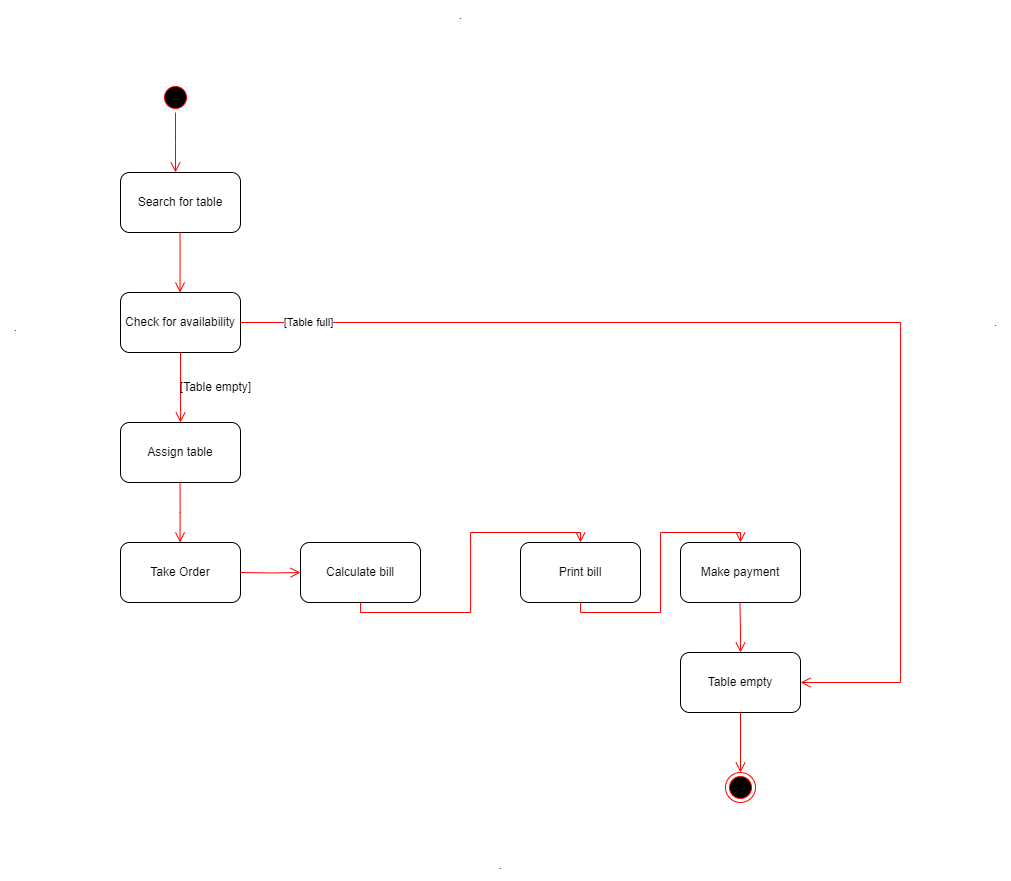 Search for table
Check for availability
[Table full]
[Table empty]
Assign table
Take Order
Calculate bill
Print bill
Make payment
Table empty